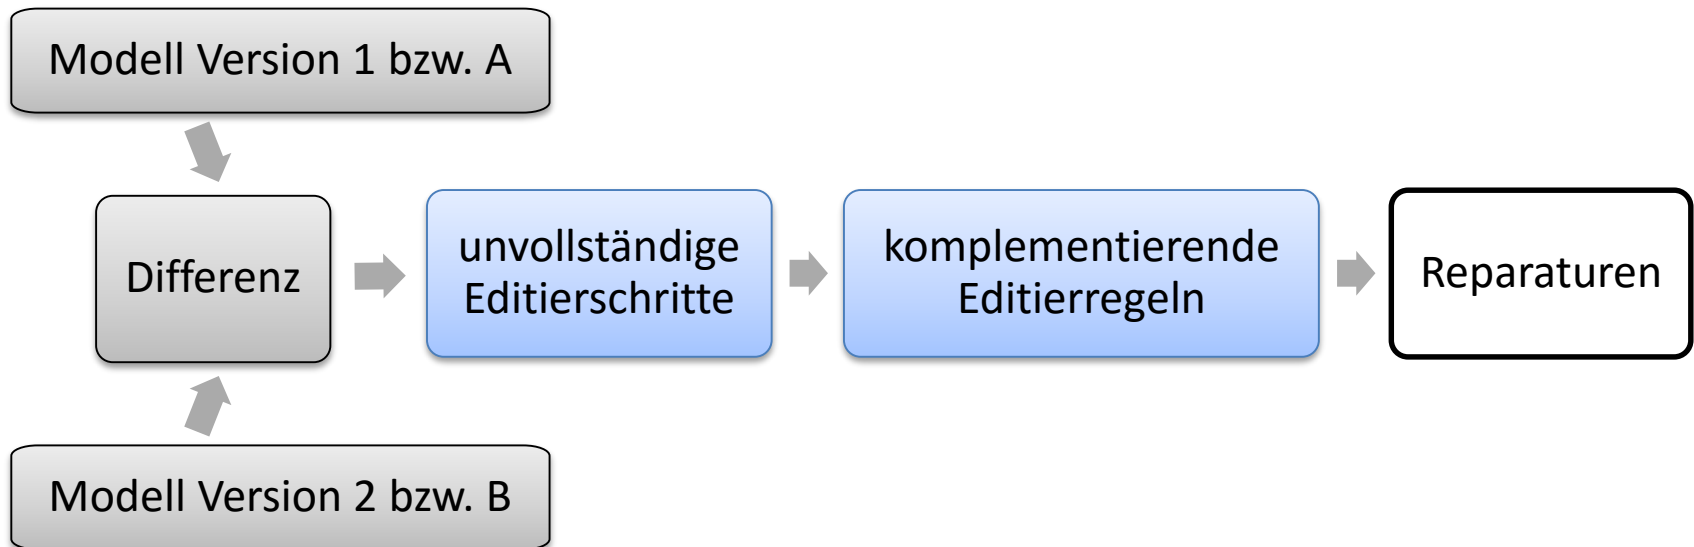 Modell Version 1 bzw. A
Differenz
unvollständige
Editierschritte
komplementierende
Editierregeln
Reparaturen
Modell Version 2 bzw. B